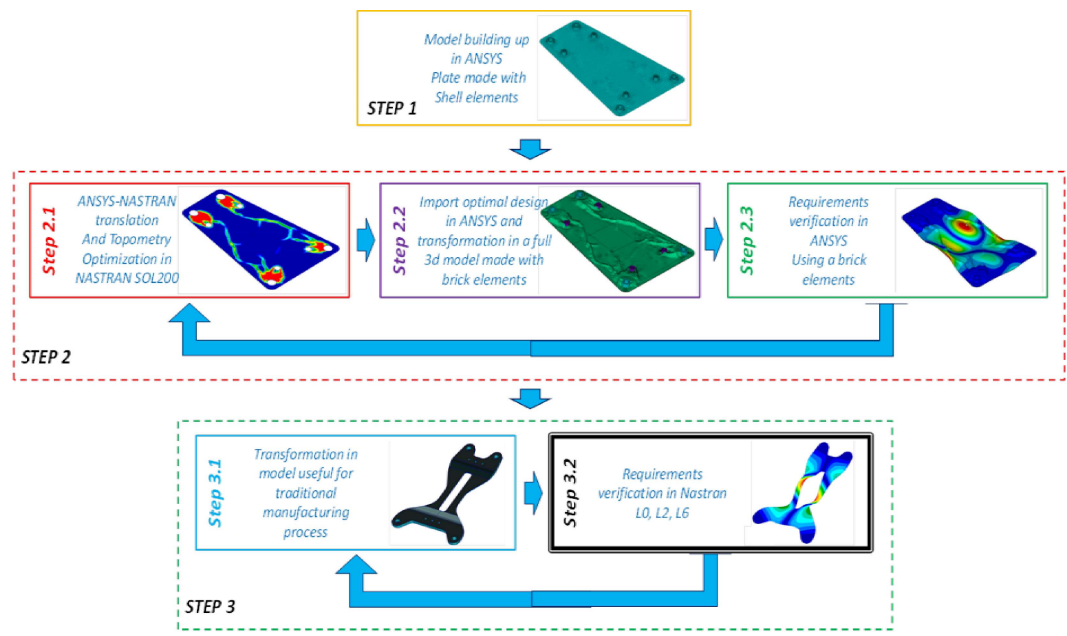 Model building up
in ANSYS
Plate made with
Shell elements
STEP 1
Step 2.1
ANSYS-NASTRAN
translation
And Topometry
Optimization in
NASTRAN SOL200
Step 2.2
Import optimal design
in ANSYS and
transformation in a full
3d model made with
brick elements
Step 2.3
Requirements
verification in
ANSYS
Using a brick
elements
STEP 2
Step 3.1
Transformation in
model useful for
traditional
manufacturing
process
Step 3.2
Requirements
verification in Nastran
L0, L2, L6
STEP 3